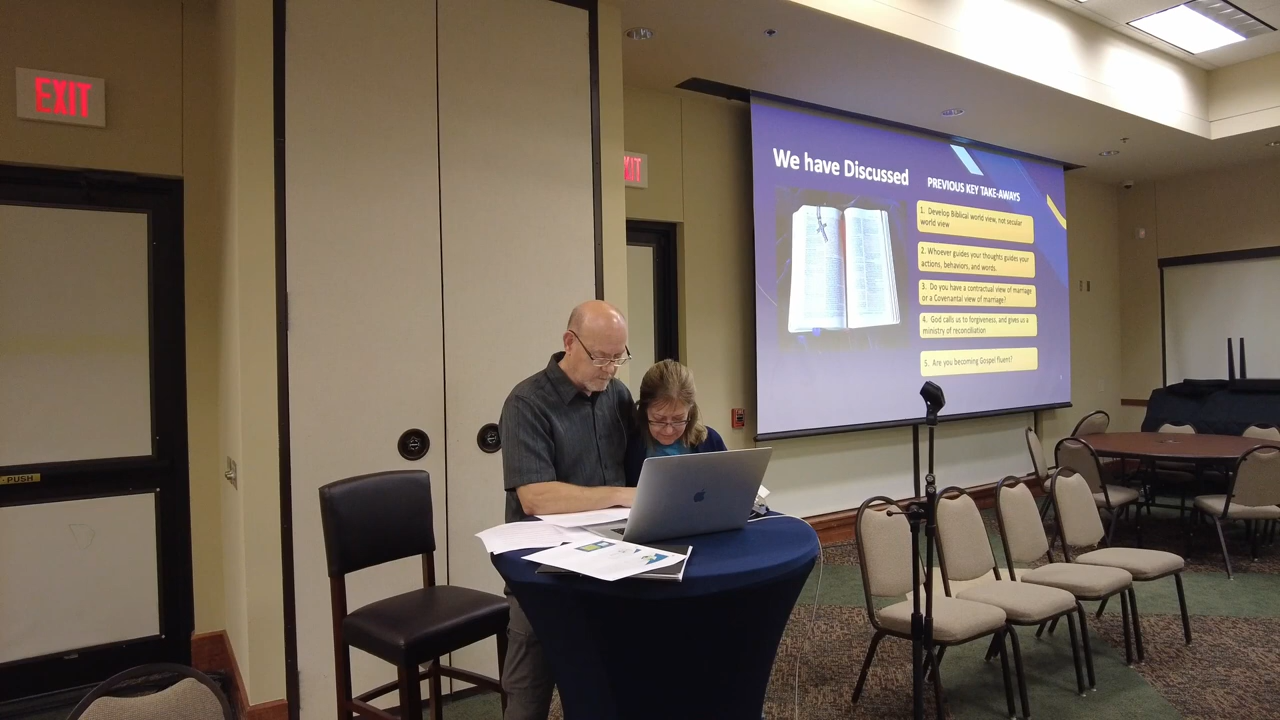 EXIT
XIT
We have Discussed
PREVIOUS KEY TAKE-AWAYS
1. Develop Biblical world view, not secular
world view
2. Whoever guides your thoughts guides your
actions, behaviors, and words.
3. Do you have a contractual view of marriage
or a Covenantal view of marriage?
4. God calls us to forgiveness, and gives us a
ministry of reconciliation
5. Are you becoming Gospel fluent?
PUSH